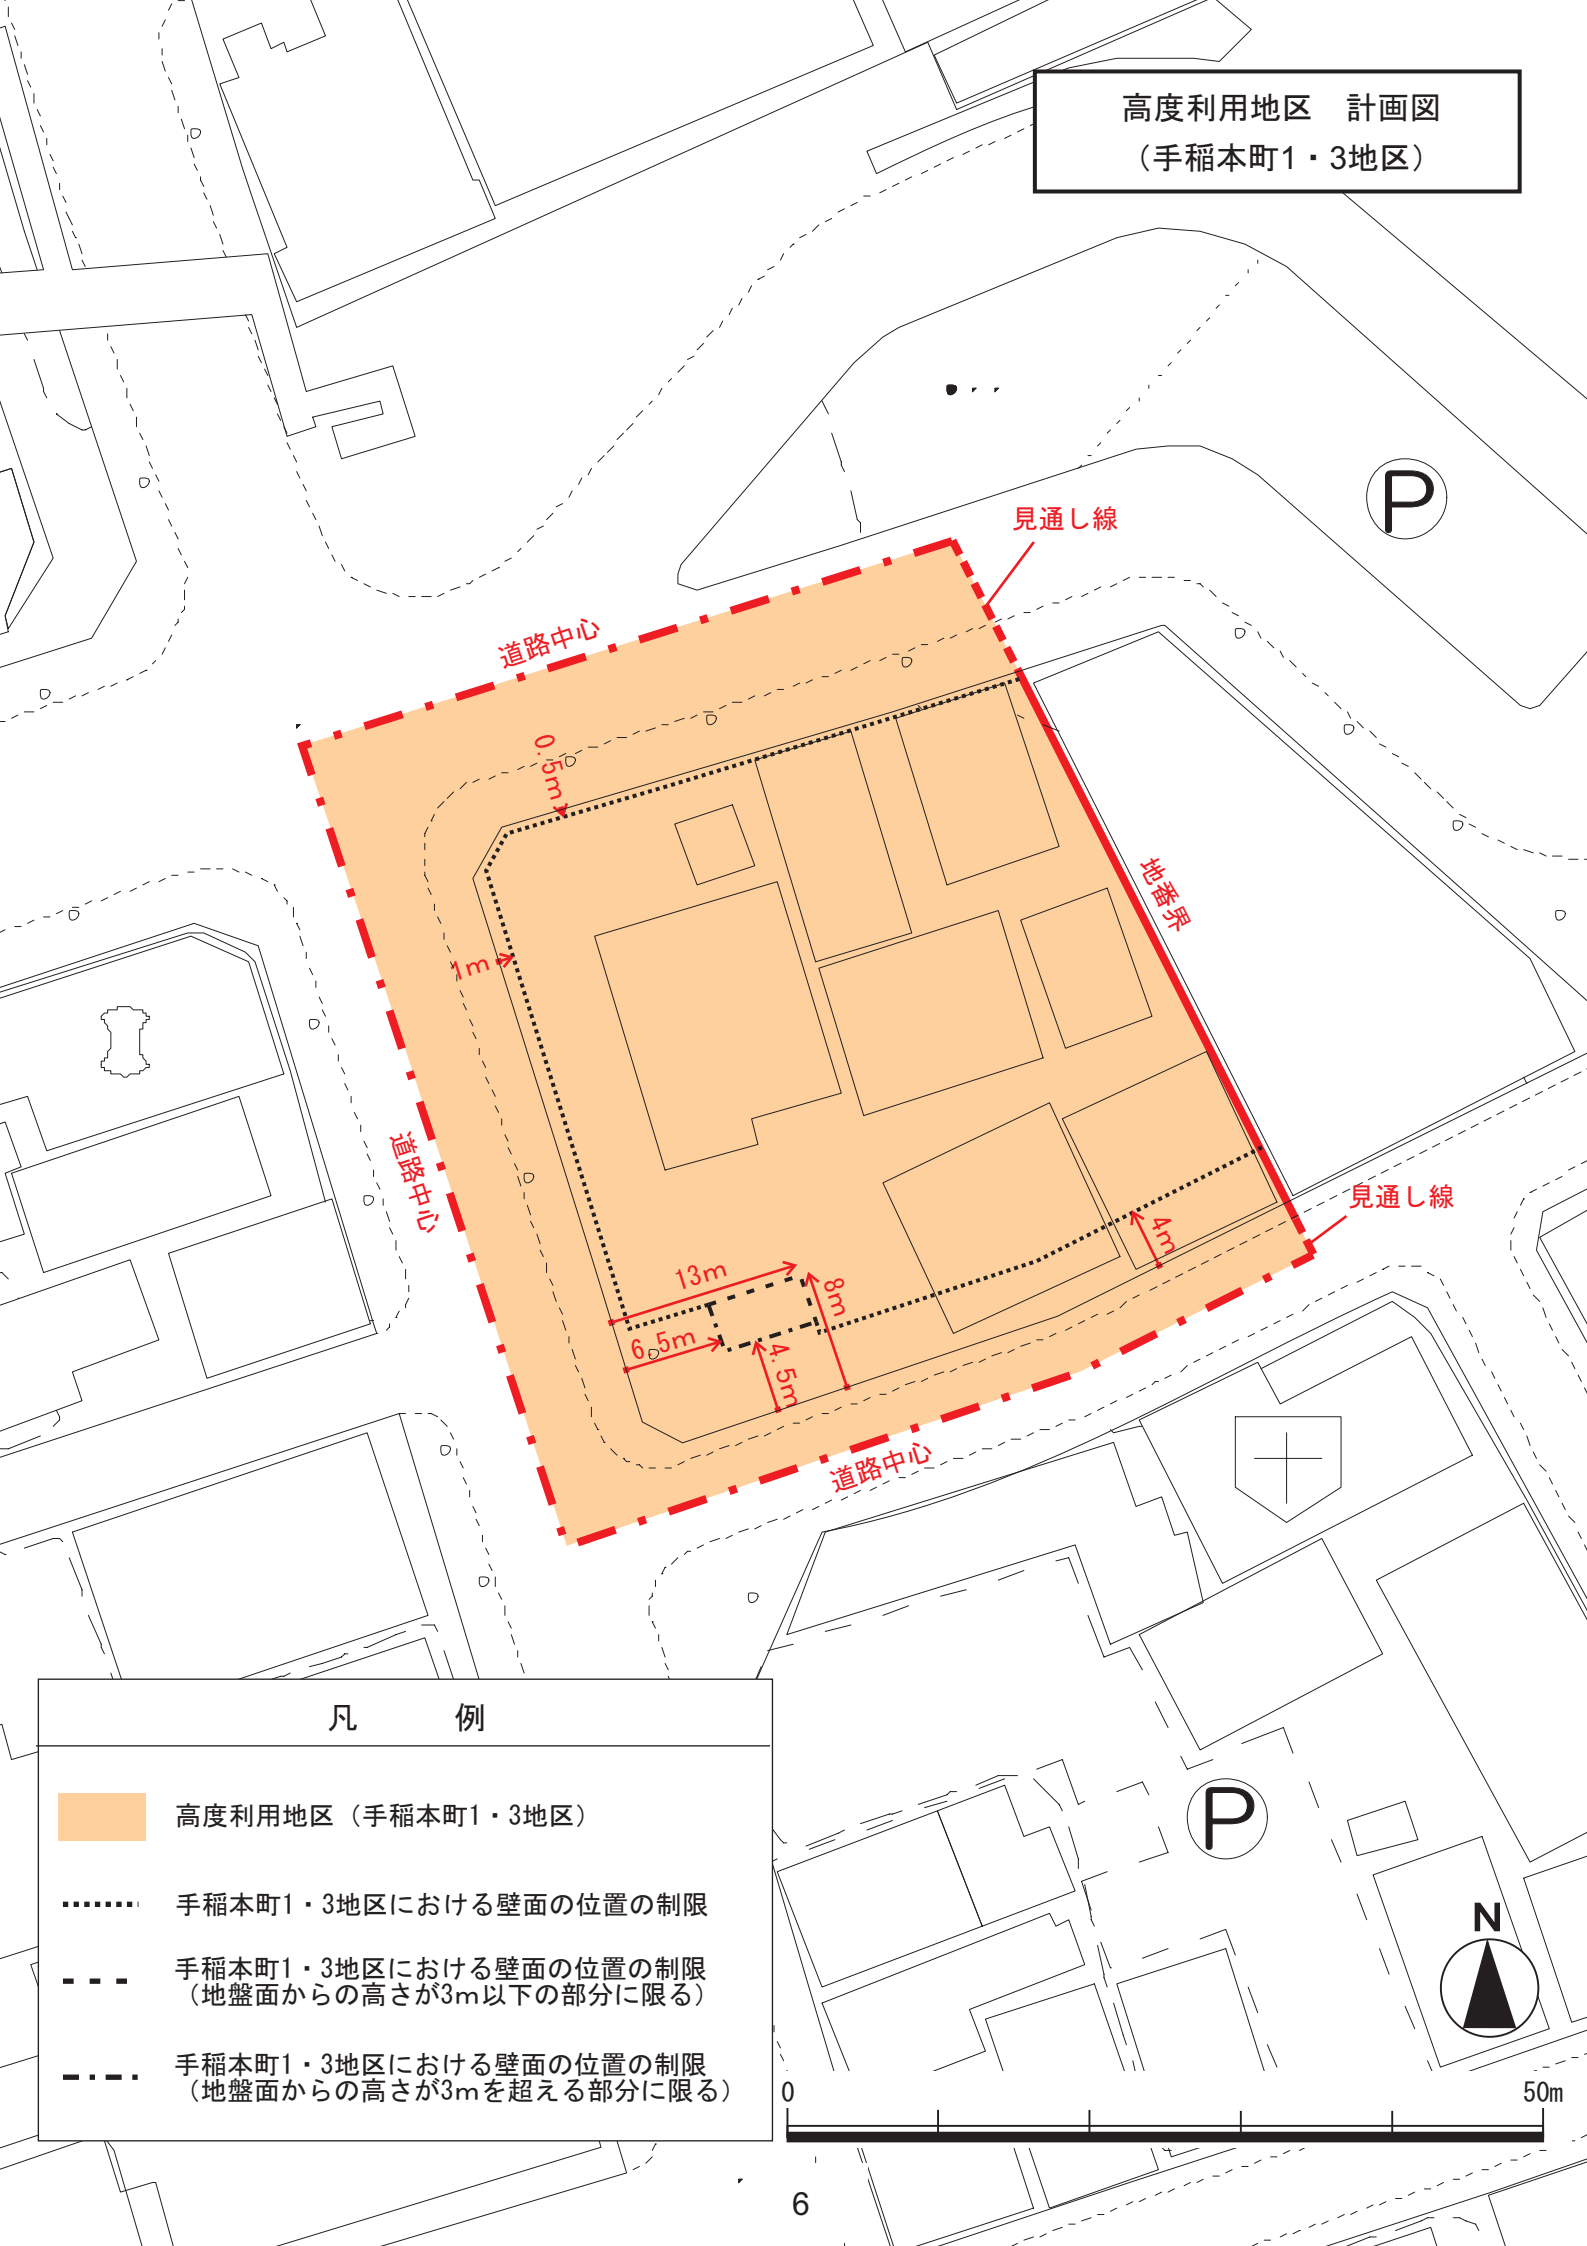 高度利用地区　計画図
（手稲本町1・3地区）
P
見通し線
道路中心
0.5m
地番界
1m
道路中心
見通し線
4m
13m
8m
6.5m
4.5m
道路中心
凡　例
高度利用地区（手稲本町1・3地区）
手稲本町1・3地区における壁面の位置の制限
手稲本町1・3地区における壁面の位置の制限
（地盤面からの高さが3m以下の部分に限る）
手稲本町1・3地区における壁面の位置の制限
（地盤面からの高さが3mを超える部分に限る）
P
N
0
50m
6